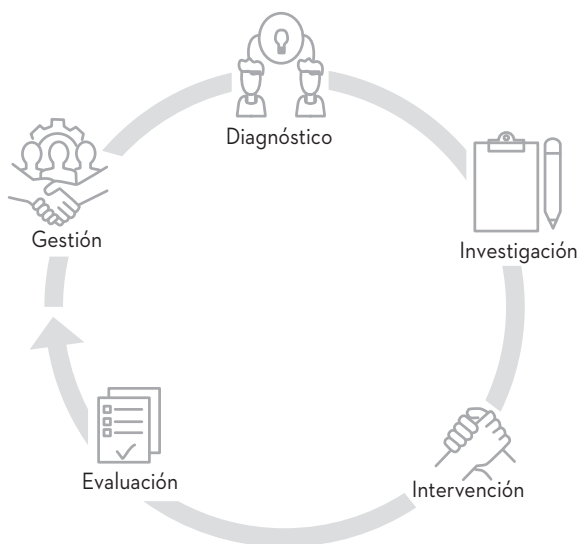 Diagnóstico
Gestión
Investigación
Evaluación
Intervención